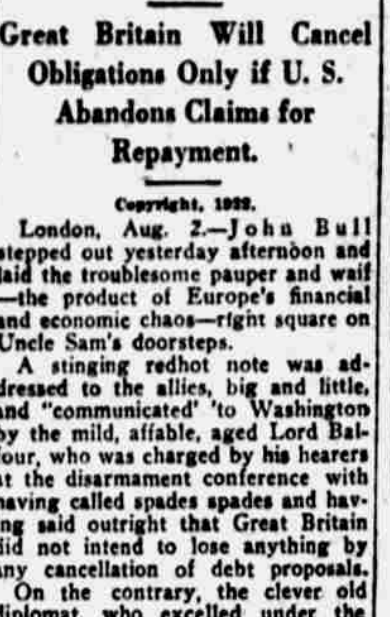 Great Britain Will Cancel
Obligations Only if U. S.
Abandons Claims for
Repayment.
Copyright, 1922.
London, Aug. 2.—John Bull
stepped out yesterday afternoon and
laid the troublesome pauper and waif
—the product of Europe's financial
and economic chaos—right square on
Uncle Sam's doorsteps.
A stinging redhot note was ad-
dressed to the allies, big and little,
and "communicated' 'to Washington
by the mild, affable, aged Lord Bal-
four, who was charged by his hearers
at the disarmament conference with
having called spades spades and hav-
ing said outright that Great Britain
did not intend to lose anything by
any cancellation of debt proposals.
On the contrary, the clever old
diplomat, who excelled under the